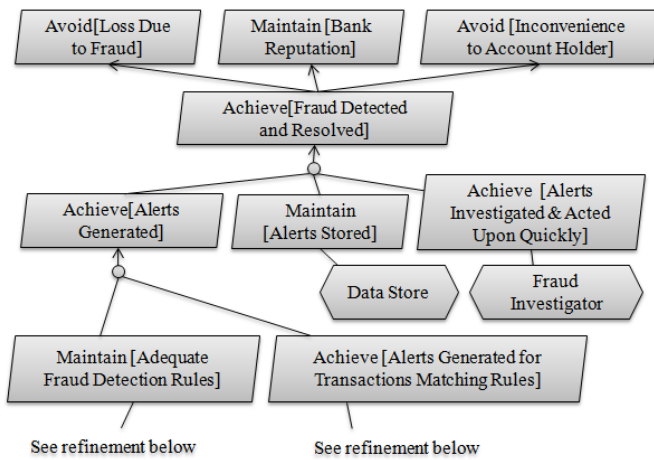 Avoid[Loss Due
to Fraud]
Maintain [Bank
Reputation]
Avoid [Inconvenience
to Account Holder]
Achieve[Fraud Detected
and Resolved]
Achieve[Alerts
Generated]
Maintain
[Alerts Stored]
Achieve [Alerts
Investigated & Acted
Upon Quickly]
Data Store
Fraud
Investigator
Maintain [Adequate
Fraud Detection Rules]
Achieve [Alerts Generated for
Transactions Matching Rules]
See refinement below
See refinement below